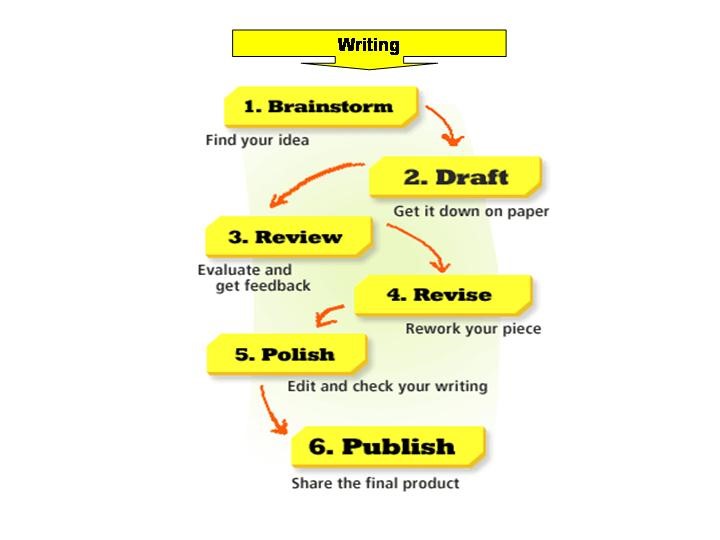 Writing
1. Brainstorm
Find your idea
2. Draft
Get it down on paper
3. Review
Evaluate and
get feedback
4. Revise
Rework your piece
5. Polish
Edit and check your writing
6. Publish
Share the final product